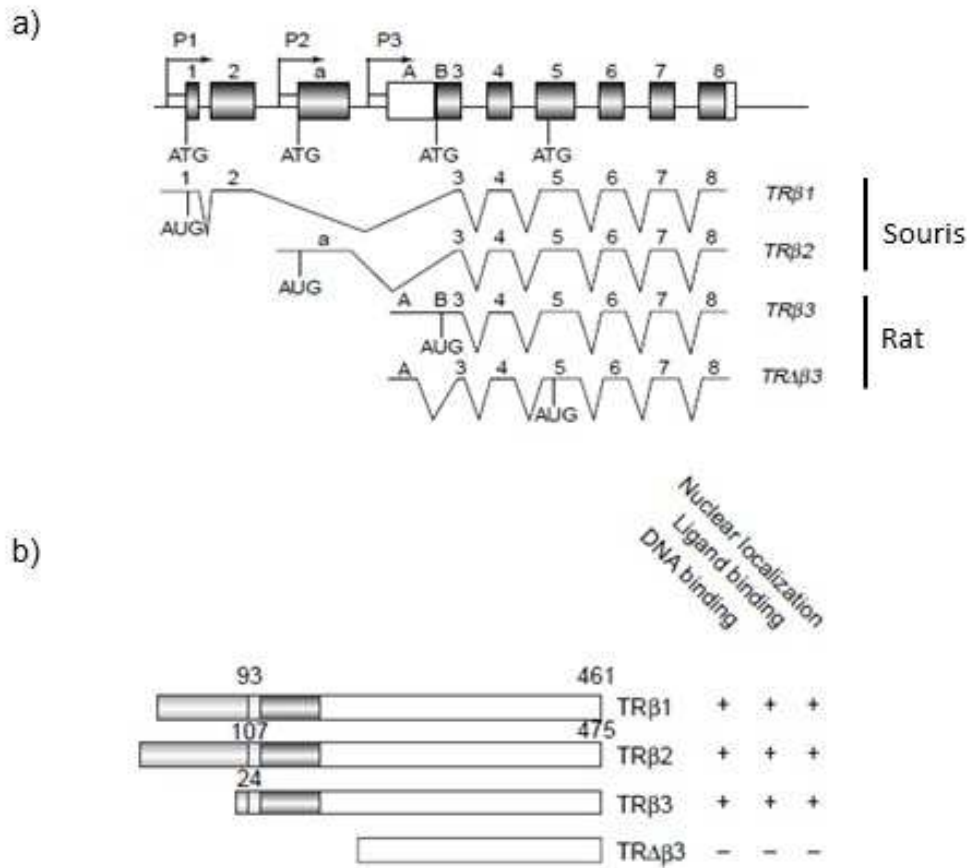 a)
P1 P2 P3
1 2 a A B 3 4 5 6 7 8
ATG ATG ATG ATG
1 2 3 4 5 6 7 8 TRβ1
AUG
a 3 4 5 6 7 8 TRβ2
AUG
Souris
A B 3 4 5 6 7 8 TRβ3
AUG
Rat
A 3 4 5 6 7 8 TRΔβ3
AUG
b)
Nuclear localization
Ligand binding
DNA binding
93 461
TRβ1 + + +
107 475
TRβ2 + + +
24
TRβ3 + + +
TRΔβ3 – – –